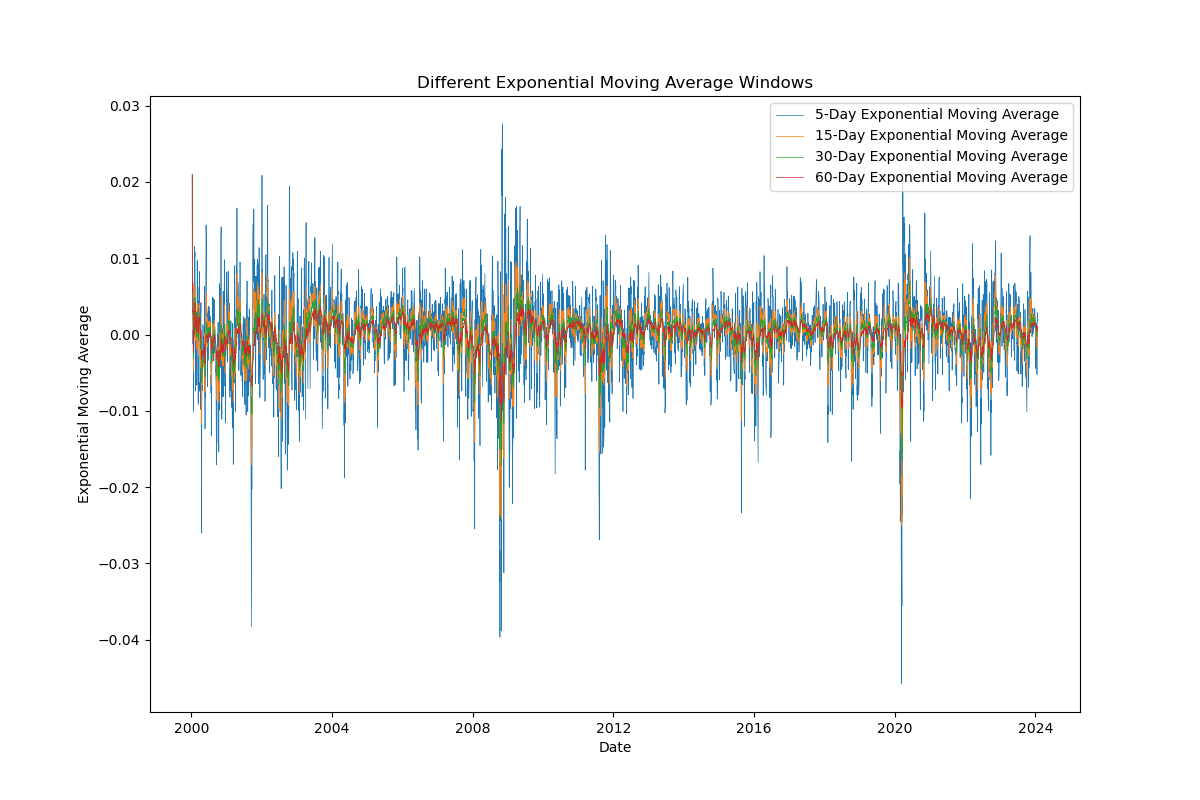 Different Exponential Moving Average Windows
0.03
0.02
0.01
0.00
−0.01
−0.02
−0.03
−0.04
Exponential Moving Average
5-Day Exponential Moving Average
15-Day Exponential Moving Average
30-Day Exponential Moving Average
60-Day Exponential Moving Average
2000 2004 2008 2012 2016 2020 2024
Date